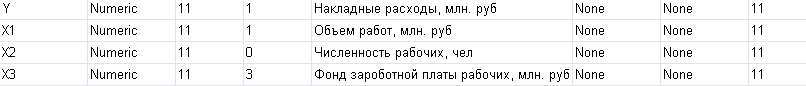 Y Numeric 11 1 Накладные расходы, млн. руб None None 11
X1 Numeric 11 1 Объем работ, млн. руб None None 11
X2 Numeric 11 0 Численность рабочих, чел None None 11
X3 Numeric 11 3 Фонд зароботной платы рабочих, млн. руб None None 11